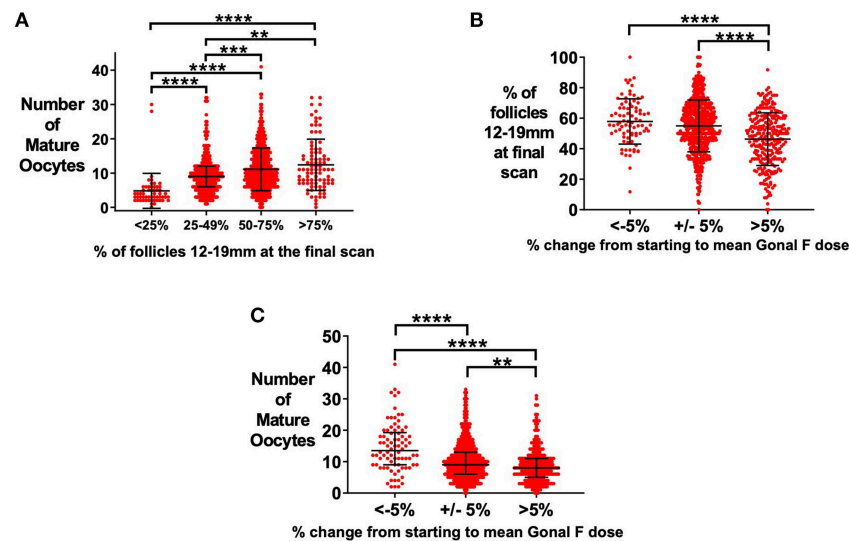 A
****
**
***
****
****
Number
of
Mature
Oocytes
40
30
20
10
0
<25%
25-49%
50-75%
>75%
% of follicles 12-19mm at the final scan
B
****
****
% of
follicles
12-19mm
at final
scan
100
80
60
40
20
0
<-5%
+/- 5%
>5%
% change from starting to mean Gonal F dose
C
****
****
**
Number
of
Mature
Oocytes
50
40
30
20
10
0
<-5%
+/- 5%
>5%
% change from starting to mean Gonal F dose